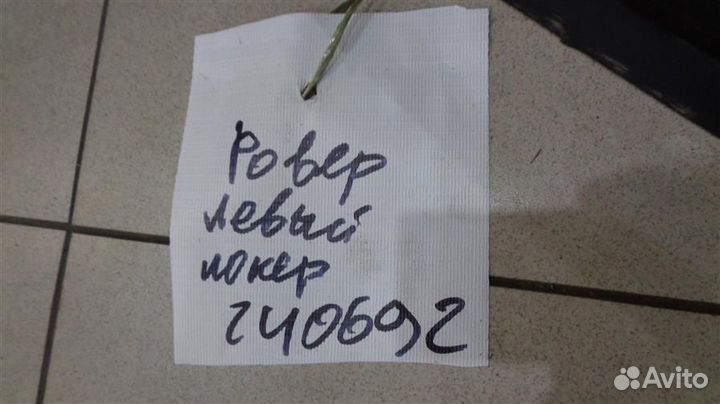 Ровер
левый
локер
240692
Avito